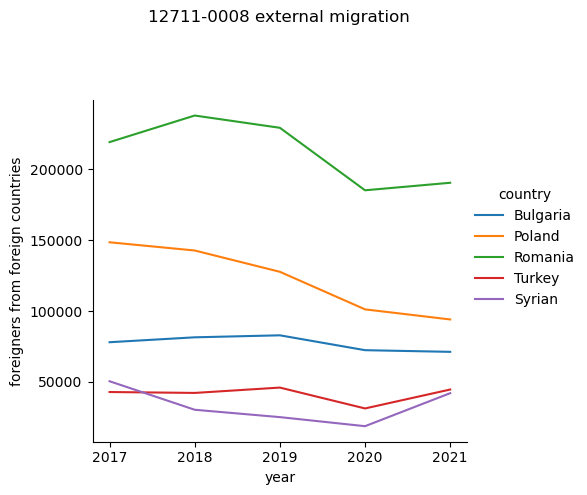 12711-0008 external migration
foreigners from foreign countries
200000
150000
100000
50000
2017 2018 2019 2020 2021
year
country
Bulgaria
Poland
Romania
Turkey
Syrian